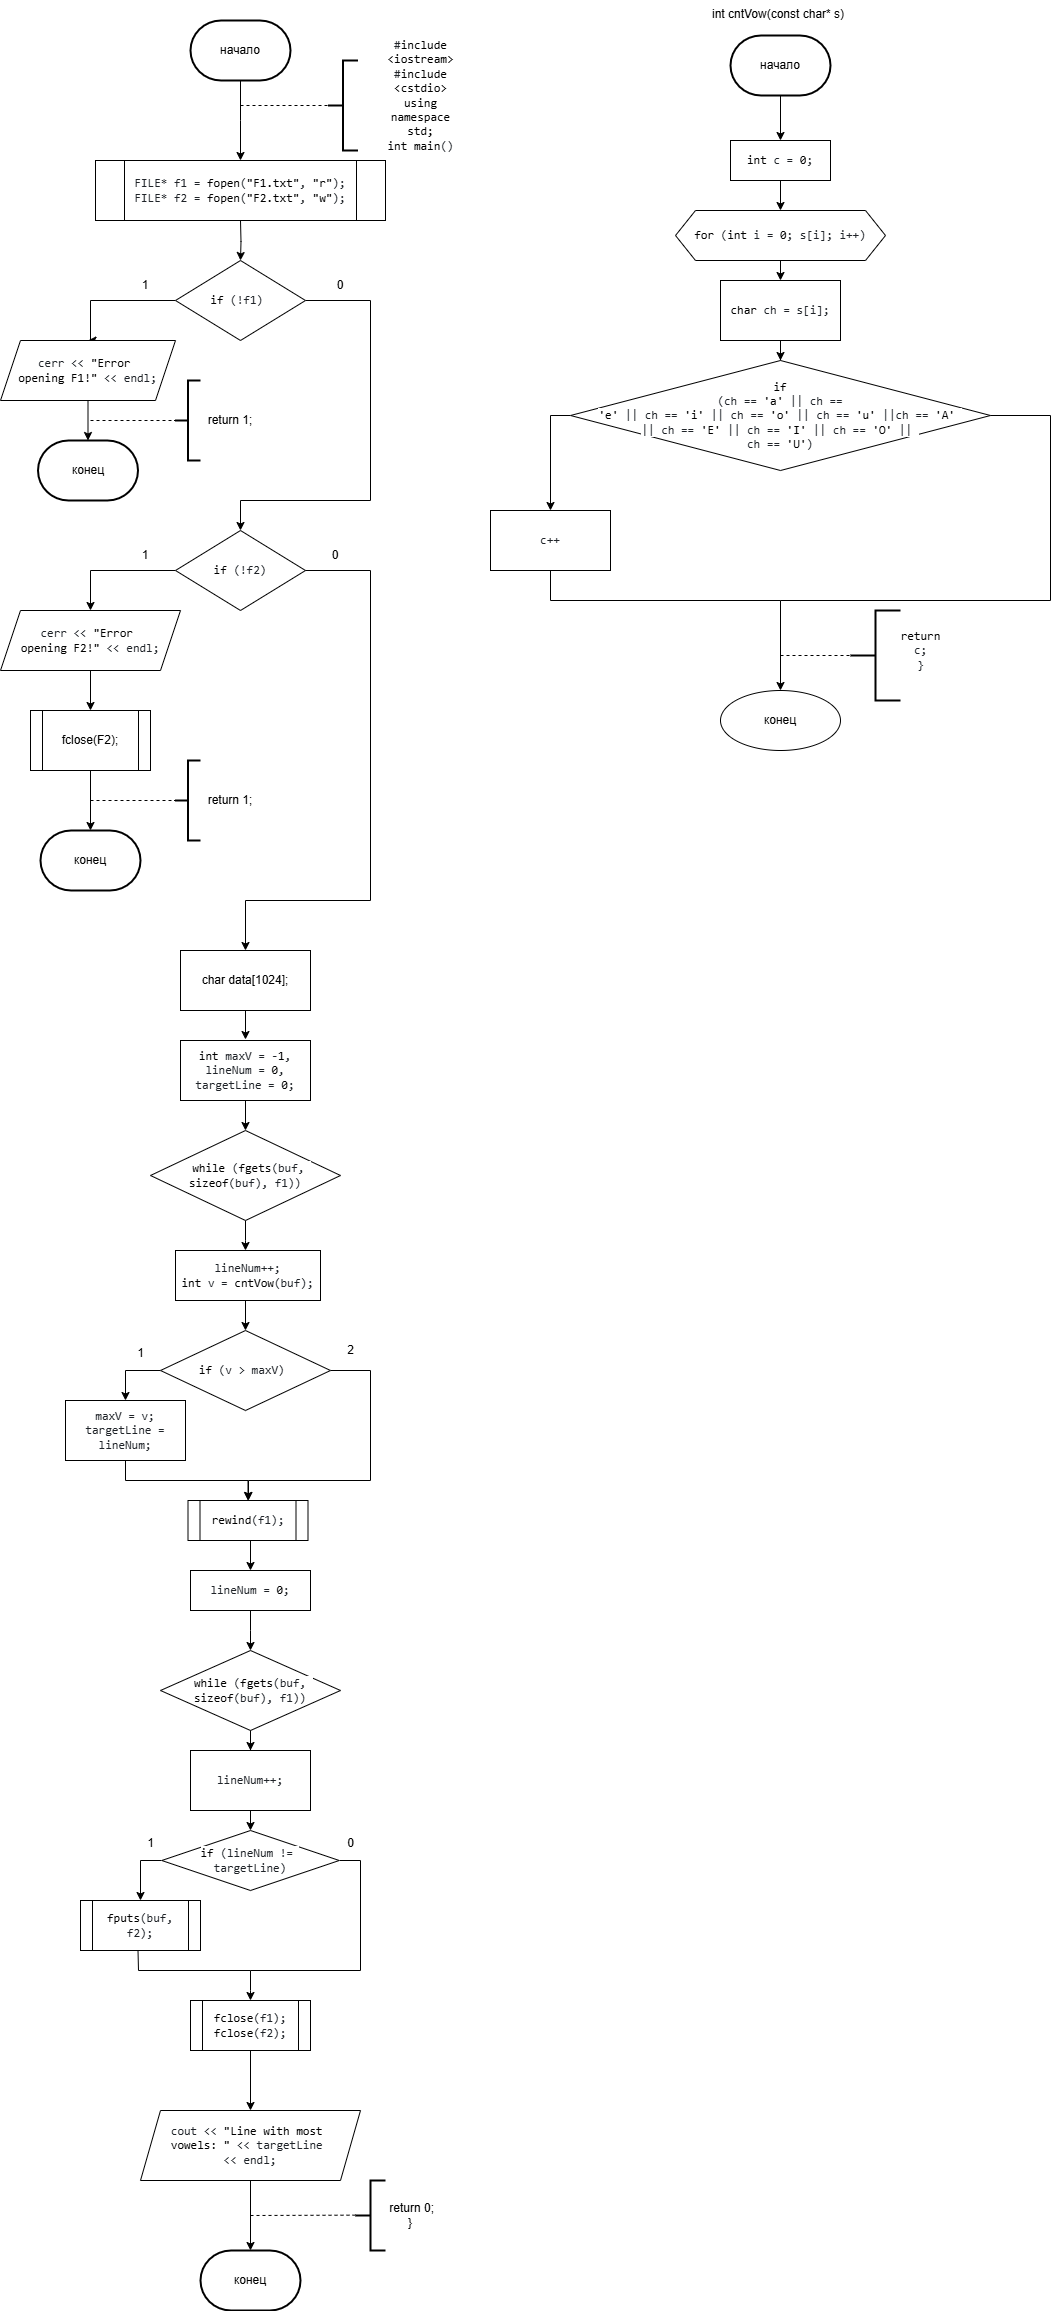 int cntVow(const char* s)
начало
#include
<iostream>
#include
<cstdio>
using
namespace
std;
int main()
FILE* f1 = fopen("F1.txt", "r");
FILE* f2 = fopen("F2.txt", "w");
if (!f1)
1
0
cerr << "Error
opening F1!" << endl;
return 1;
конец
if (!f2)
1
0
cerr << "Error
opening F2!" << endl;
fclose(F2);
return 1;
конец
char data[1024];
int maxV = -1,
lineNum = 0,
targetLine = 0;
while (fgets(buf,
sizeof(buf), f1))
lineNum++;
int v = cntVow(buf);
if (v > maxV)
1
2
maxV = v;
targetLine =
lineNum;
rewind(f1);
lineNum = 0;
while (fgets(buf,
sizeof(buf), f1))
lineNum++;
if (lineNum !=
targetLine)
1
0
fputs(buf,
f2);
fclose(f1);
fclose(f2);
cout << "Line with most
vowels: " << targetLine
<< endl;
return 0;
}
конец
начало
int c = 0;
for (int i = 0; s[i]; i++)
char ch = s[i];
if
(ch == 'a' || ch ==
'e' || ch == 'i' || ch == 'o' || ch == 'u' ||ch == 'A'
|| ch == 'E' || ch == 'I' || ch == 'O' ||
ch == 'U')
c++
return
c;
}
конец